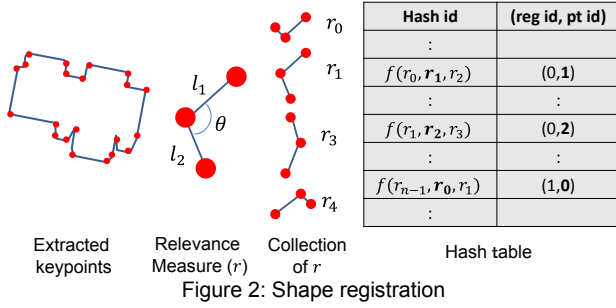 l₁
θ
l₂
r₀
r₁
r₃
r₄
Hash id (reg id, pt id)
:
f(r₀, r₁, r₂) (0,1)
: :
f(r₁, r₂, r₃) (0,2)
: :
f(rₙ₋₁, r₀, r₁) (1,0)
:
Extracted
keypoints
Relevance
Measure (r)
Collection
of r
Hash table
Figure 2: Shape registration